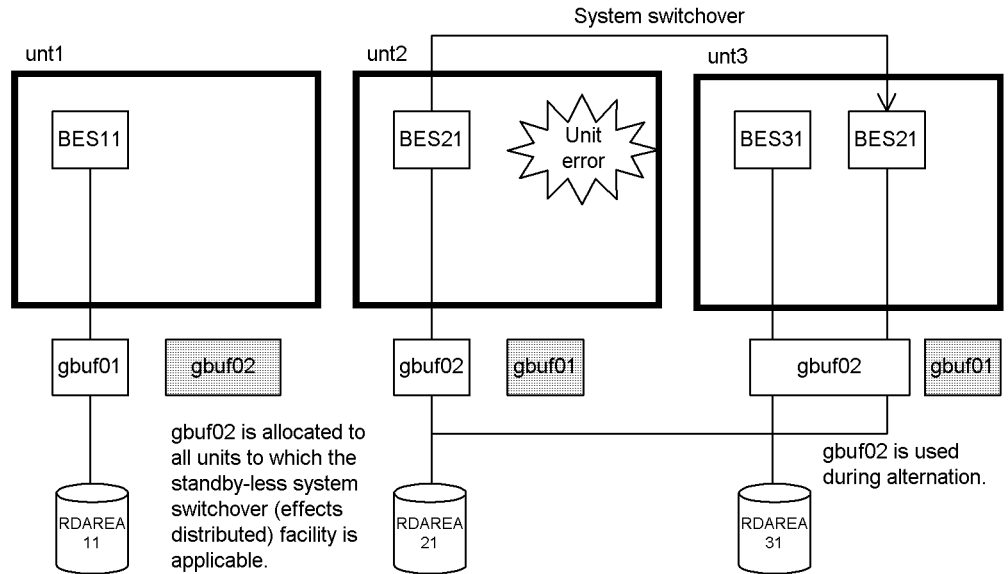 System switchover
unt1
unt2
unt3
BES11
BES21
Unit
error
BES31
BES21
gbuf01
gbuf02
gbuf02
gbuf01
gbuf02
gbuf01
gbuf02 is allocated to
all units to which the
standby-less system
switchover (effects
distributed) facility is
applicable.
gbuf02 is used
during alternation.
RDAREA
11
RDAREA
21
RDAREA
31